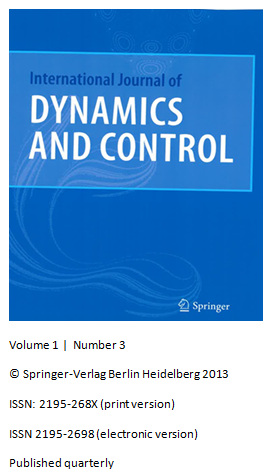 International Journal of
DYNAMICS
AND CONTROL
Springer
Volume 1 | Number 3
© Springer-Verlag Berlin Heidelberg 2013
ISSN: 2195-268X (print version)
ISSN 2195-2698 (electronic version)
Published quarterly